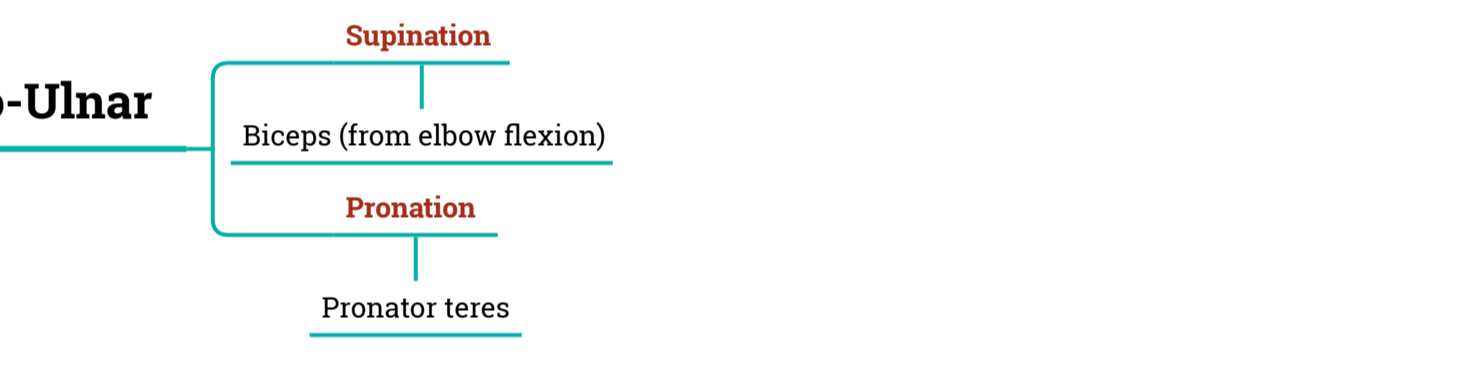 Supination
-Ulnar
Biceps (from elbow flexion)
Pronation
Pronator teres